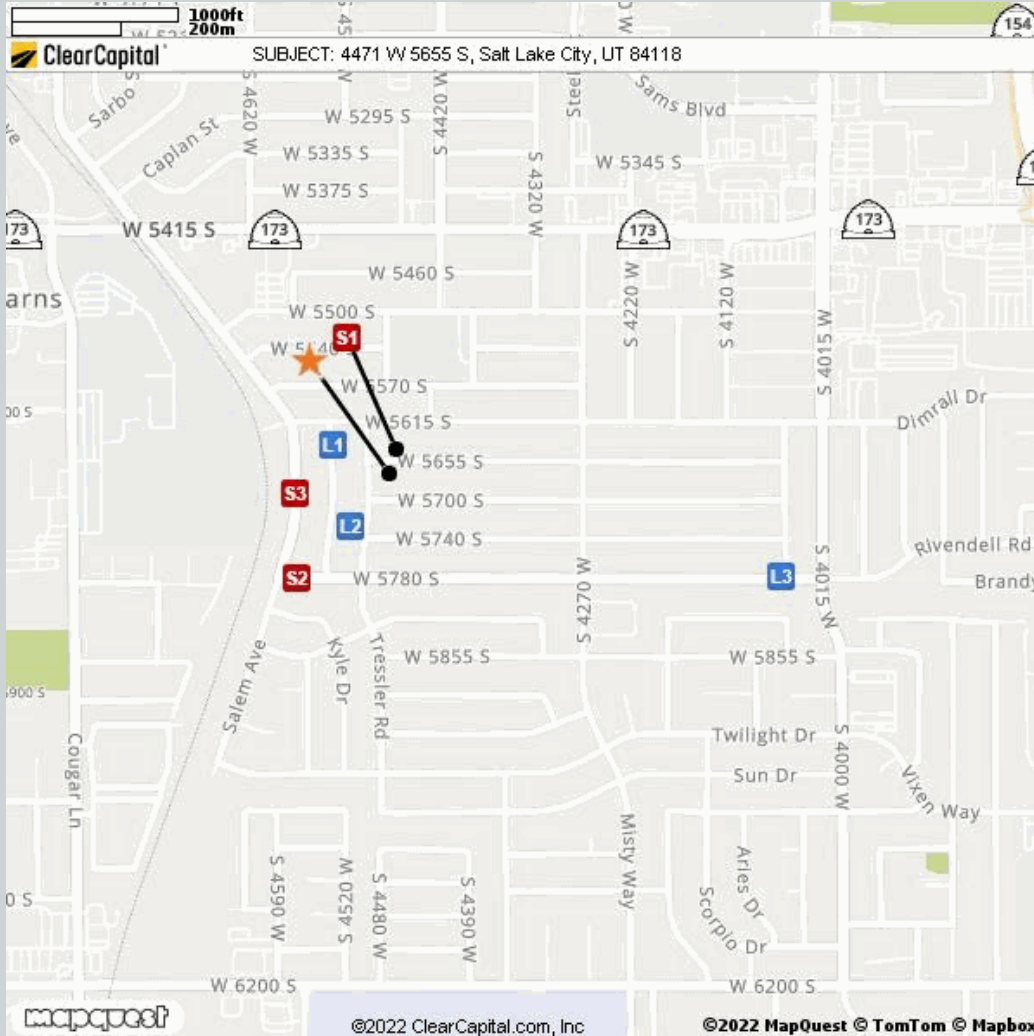 1000ft
200m
154
ClearCapital
SUBJECT: 4471 W 5655 S, Salt Lake City, UT 84118
Sarbo
S 4620 W
S 4420 W
Steel
Sams Blvd
W 5295 S
Caplan St
W 5335 S
W 5345 S
S 4320 W
W 5375 S
173
W 5415 S
173
173
173
W 5460 S
S 4220 W
S 4120 W
arns
W 5500 S
S 4015 W
S1
W 5570 S
Dimrall Dr
W 5615 S
L1
W 5655 S
S3
W 5700 S
L2
W 5740 S
Rivendell Rd
S2
W 5780 S
L3
Brandy
S 4270 W
S 4015 W
Salem Ave
Kyle Dr
Tressler Rd
W 5855 S
W 5855 S
5900 S
Twilight Dr
Cougar Ln
Sun Dr
S 4000 W
Vixen Way
Misty Way
S 4590 W
S 4520 W
S 4480 W
S 4390 W
Aries Dr
Scorpio Dr
W 6200 S
W 6200 S
mapquest
©2022 ClearCapital.com, Inc
©2022 MapQuest © TomTom © Mapbox